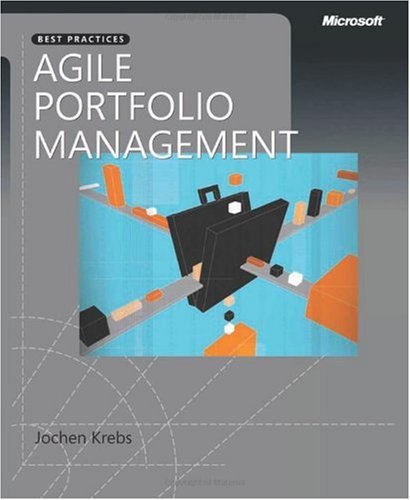 BEST PRACTICES
Microsoft
AGILE
PORTFOLIO
MANAGEMENT
Jochen Krebs